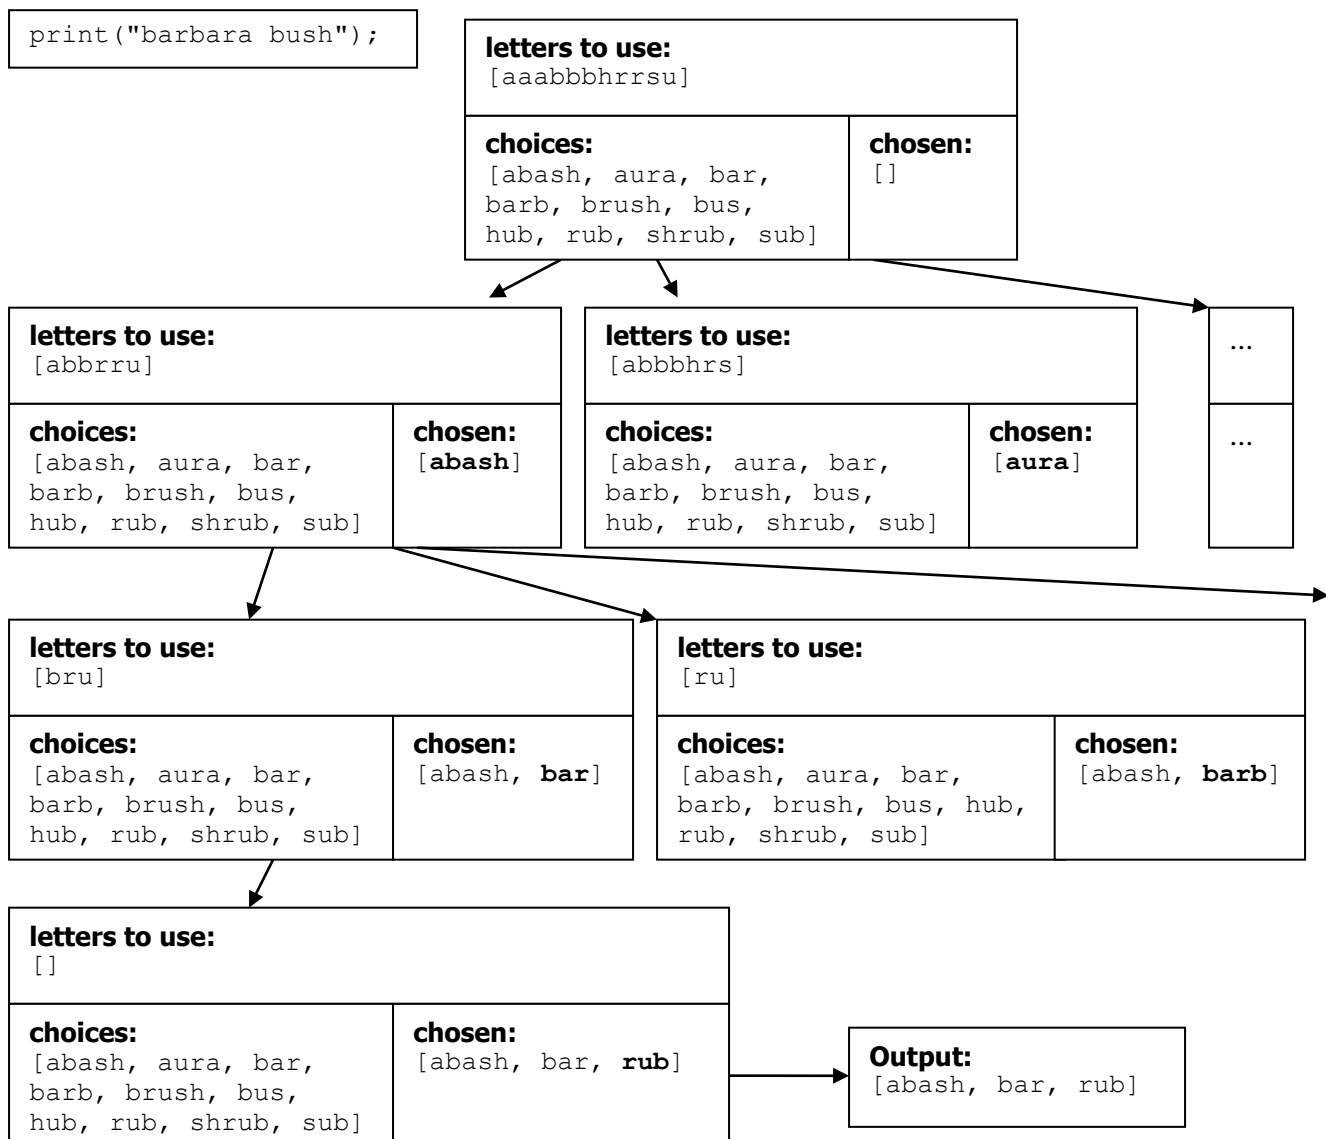 print("barbara bush");
letters to use:
[aaabbbhrrsu]
choices:
[abash, aura, bar,
barb, brush, bus,
hub, rub, shrub, sub]
chosen:
[]
letters to use:
[abbrru]
choices:
[abash, aura, bar,
barb, brush, bus,
hub, rub, shrub, sub]
chosen:
[abash]
letters to use:
[abbbhrs]
choices:
[abash, aura, bar,
barb, brush, bus,
hub, rub, shrub, sub]
chosen:
[aura]
...
...
letters to use:
[bru]
choices:
[abash, aura, bar,
barb, brush, bus,
hub, rub, shrub, sub]
chosen:
[abash, bar]
letters to use:
[ru]
choices:
[abash, aura, bar,
barb, brush, bus, hub,
rub, shrub, sub]
chosen:
[abash, barb]
letters to use:
[]
choices:
[abash, aura, bar,
barb, brush, bus,
hub, rub, shrub, sub]
chosen:
[abash, bar, rub]
Output:
[abash, bar, rub]